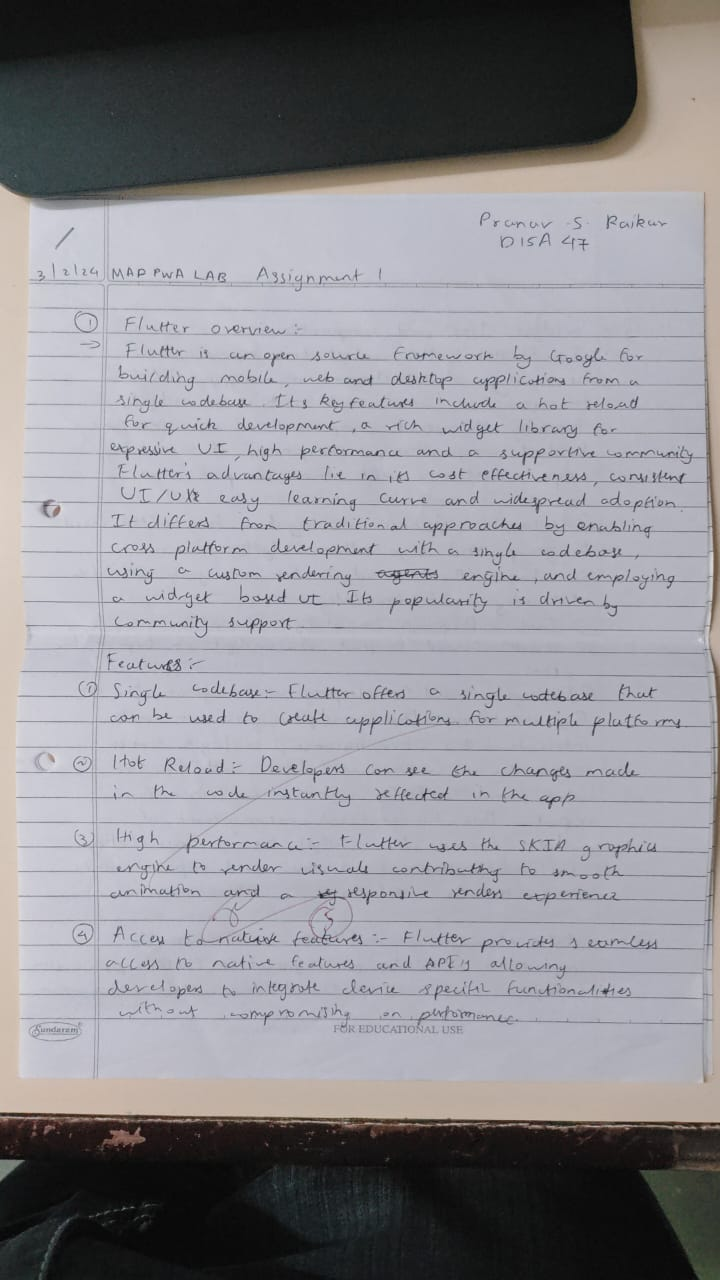 Pranav S. Raikar
D15A 47
3/2/24 MAP PWA LAB Assignment 1
① Flutter overview :-
→ Flutter is an open source framework by Google for
building mobile, web and desktop applications from a
single codebase. Its key features include a hot reload
for quick development, a rich widget library for
expressive UI, high performance and a supportive community
Flutter's advantages lie in its cost effectiveness, consistent
UI/UX easy learning curve and widespread adoption.
It differs from traditional approaches by enabling
cross platform development with a single codebase,
using a custom rendering agents engine, and employing
a widget based UI. Its popularity is driven by
community support
Features :-
① Single codebase:- Flutter offers a single codebase that
can be used to create applications for multiple platforms.
② Hot Reload:- Developers can see the changes made
in the code instantly reflected in the app
③ High performance:- Flutter uses the SKIA graphics
engine to render visuals contributing to smooth
animation and a responsive renders experience
④ Access to native features :- Flutter provides seamless
access to native features and APIs allowing
developers to integrate device specific functionalities
without compromising on performance.
Sundaram
FOR EDUCATIONAL USE